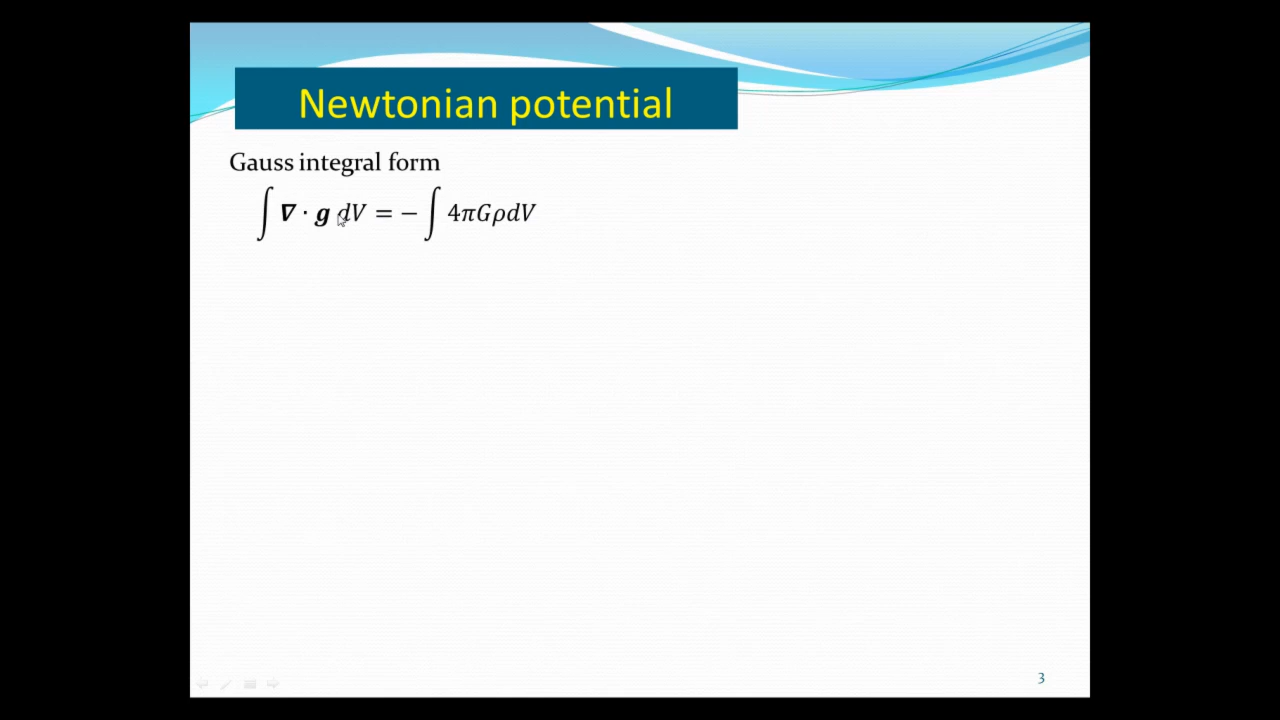 Newtonian potential
Gauss integral form
∫ 𝛁 · 𝒈 dV = − ∫ 4πGρdV
3